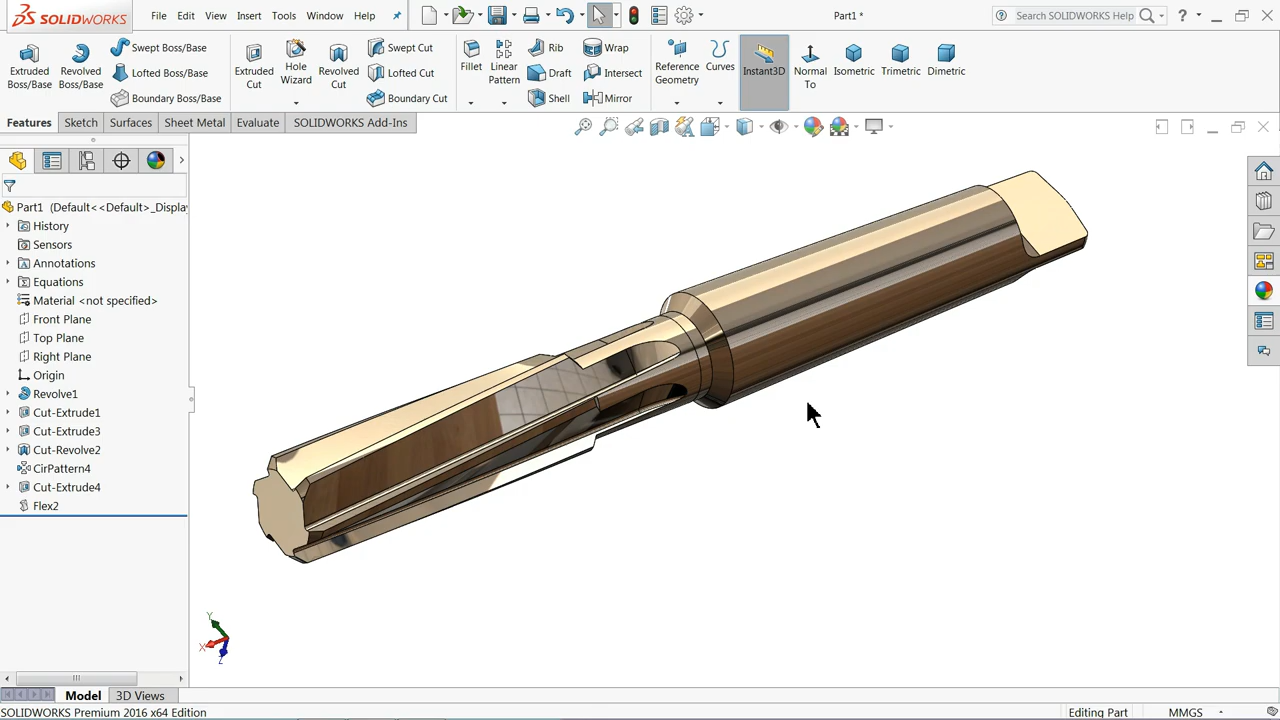 SOLIDWORKS File Edit View Insert Tools Window Help Part1 * Search SOLIDWORKS Help ?
Extruded Boss/Base
Revolved Boss/Base
Swept Boss/Base
Lofted Boss/Base
Boundary Boss/Base
Extruded Cut
Hole Wizard
Revolved Cut
Swept Cut
Lofted Cut
Boundary Cut
Fillet
Linear Pattern
Rib
Draft
Shell
Wrap
Intersect
Mirror
Reference Geometry
Curves
Instant3D
Normal To
Isometric
Trimetric
Dimetric
Features Sketch Surfaces Sheet Metal Evaluate SOLIDWORKS Add-Ins
Part1 (Default<<Default>_Displa
History
Sensors
Annotations
Equations
Material <not specified>
Front Plane
Top Plane
Right Plane
Origin
Revolve1
Cut-Extrude1
Cut-Extrude3
Cut-Revolve2
CirPattern4
Cut-Extrude4
Flex2
Y
X
Z
Model 3D Views
SOLIDWORKS Premium 2016 x64 Edition Editing Part MMGS